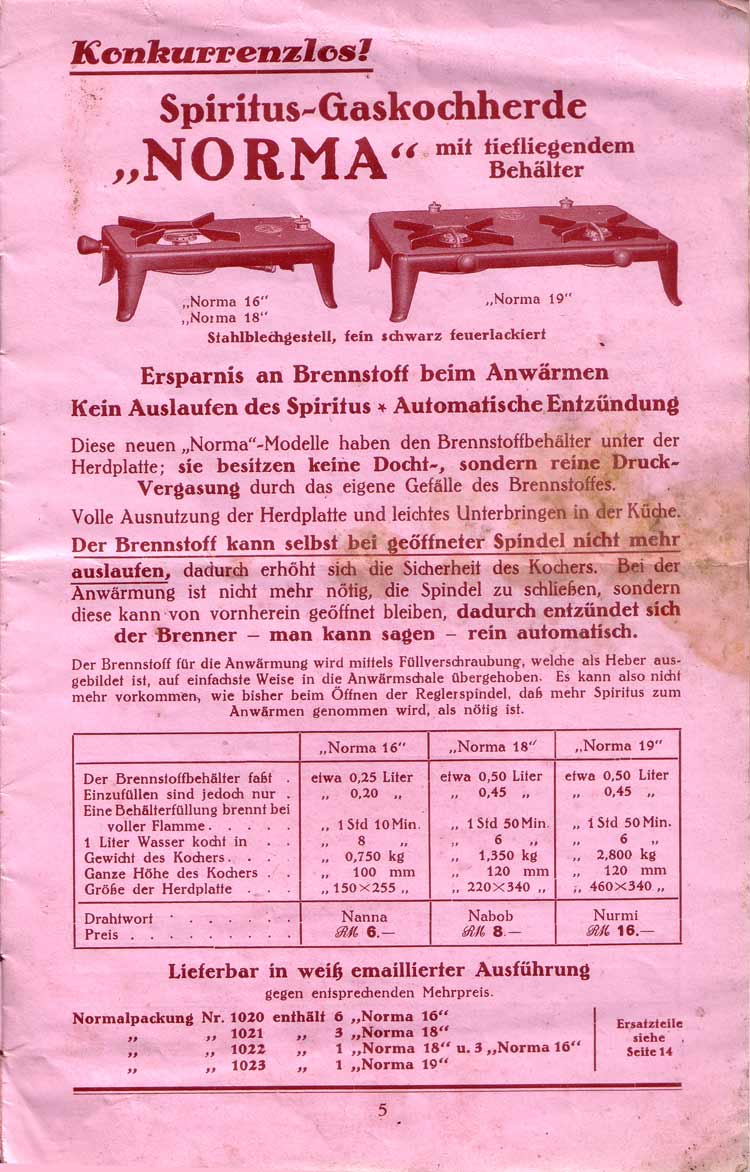 Konkurrenzlos!
Spiritus-Gaskochherde
„NORMA“ mit tiefliegendem
Behälter
„Norma 16“
„Norma 18“
„Norma 19“
Stahlblechgestell, fein schwarz feuerlackiert
Ersparnis an Brennstoff beim Anwärmen
Kein Auslaufen des Spiritus * Automatische Entzündung
Diese neuen „Norma“-Modelle haben den Brennstoffbehälter unter der
Herdplatte; sie besitzen keine Docht-, sondern reine Druck-
Vergasung durch das eigene Gefälle des Brennstoffes.
Volle Ausnutzung der Herdplatte und leichtes Unterbringen in der Küche.
Der Brennstoff kann selbst bei geöffneter Spindel nicht mehr
auslaufen, dadurch erhöht sich die Sicherheit des Kochers. Bei der
Anwärmung ist nicht mehr nötig, die Spindel zu schließen, sondern
diese kann von vornherein geöffnet bleiben, dadurch entzündet sich
der Brenner – man kann sagen – rein automatisch.
Der Brennstoff für die Anwärmung wird mittels Füllverschraubung, welche als Heber aus-
gebildet ist, auf einfachste Weise in die Anwärmschale übergehoben. Es kann also nicht
mehr vorkommen, wie bisher beim Öffnen der Reglerspindel, daß mehr Spiritus zum
Anwärmen genommen wird, als nötig ist.
„Norma 16“ „Norma 18“ „Norma 19“
Der Brennstoffbehälter faßt . etwa 0,25 Liter etwa 0,50 Liter etwa 0,50 Liter
Einzufüllen sind jedoch nur . „ 0,20 „ „ 0,45 „ „ 0,45 „
Eine Behälterfüllung brennt bei
voller Flamme . . . . . „ 1 Std 10 Min. „ 1 Std 50 Min. „ 1 Std 50 Min.
1 Liter Wasser kocht in . . „ 8 „ „ 6 „ „ 6 „
Gewicht des Kochers . . . „ 0,750 kg „ 1,350 kg „ 2,800 kg
Ganze Höhe des Kochers . „ 100 mm „ 120 mm „ 120 mm
Größe der Herdplatte . . . „ 150×255 „ „ 220×340 „ „ 460×340 „
Drahtwort . . . . . . . Nanna Nabob Nurmi
Preis . . . . . . . . . RM 6.— RM 8.— RM 16.—
Lieferbar in weiß emaillierter Ausführung
gegen entsprechenden Mehrpreis.
Normalpackung Nr. 1020 enthält 6 „Norma 16“
„ „ 1021 „ 3 „Norma 18“
„ „ 1022 „ 1 „Norma 18“ u. 3 „Norma 16“
„ „ 1023 „ 1 „Norma 19“
Ersatzteile
siehe
Seite 14
5